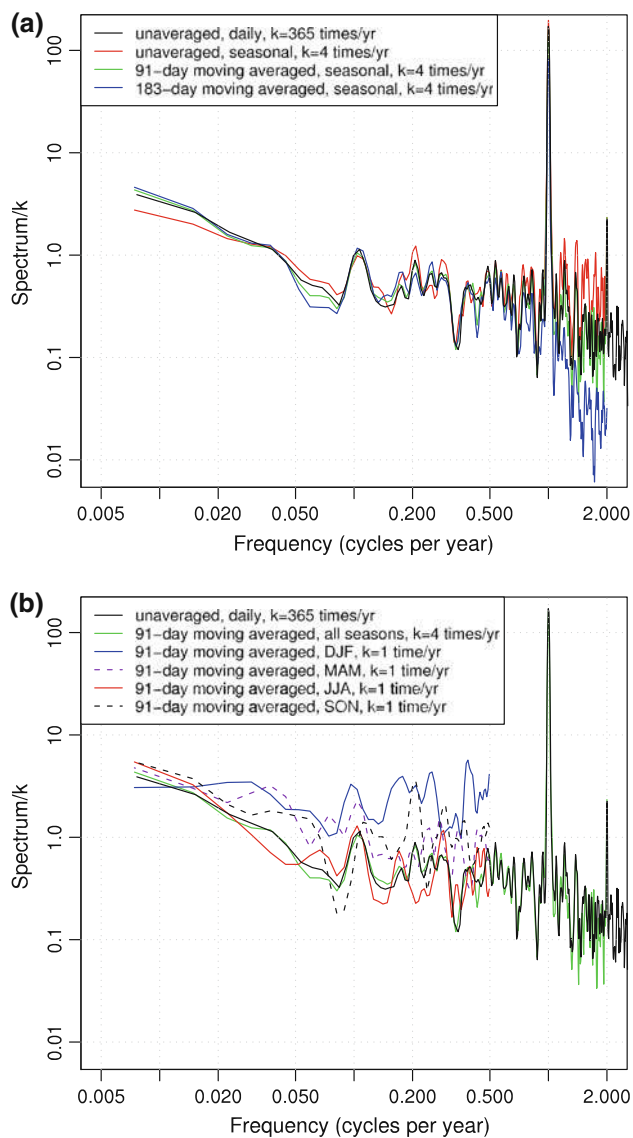 (a)
unaveraged, daily, k=365 times/yr
unaveraged, seasonal, k=4 times/yr
91−day moving averaged, seasonal, k=4 times/yr
183−day moving averaged, seasonal, k=4 times/yr
Spectrum/k
100
10
1.0
0.1
0.01
0.005 0.020 0.050 0.200 0.500 2.000
Frequency (cycles per year)
(b)
unaveraged, daily, k=365 times/yr
91−day moving averaged, all seasons, k=4 times/yr
91−day moving averaged, DJF, k=1 time/yr
91−day moving averaged, MAM, k=1 time/yr
91−day moving averaged, JJA, k=1 time/yr
91−day moving averaged, SON, k=1 time/yr
Spectrum/k
100
10
1.0
0.1
0.01
0.005 0.020 0.050 0.200 0.500 2.000
Frequency (cycles per year)